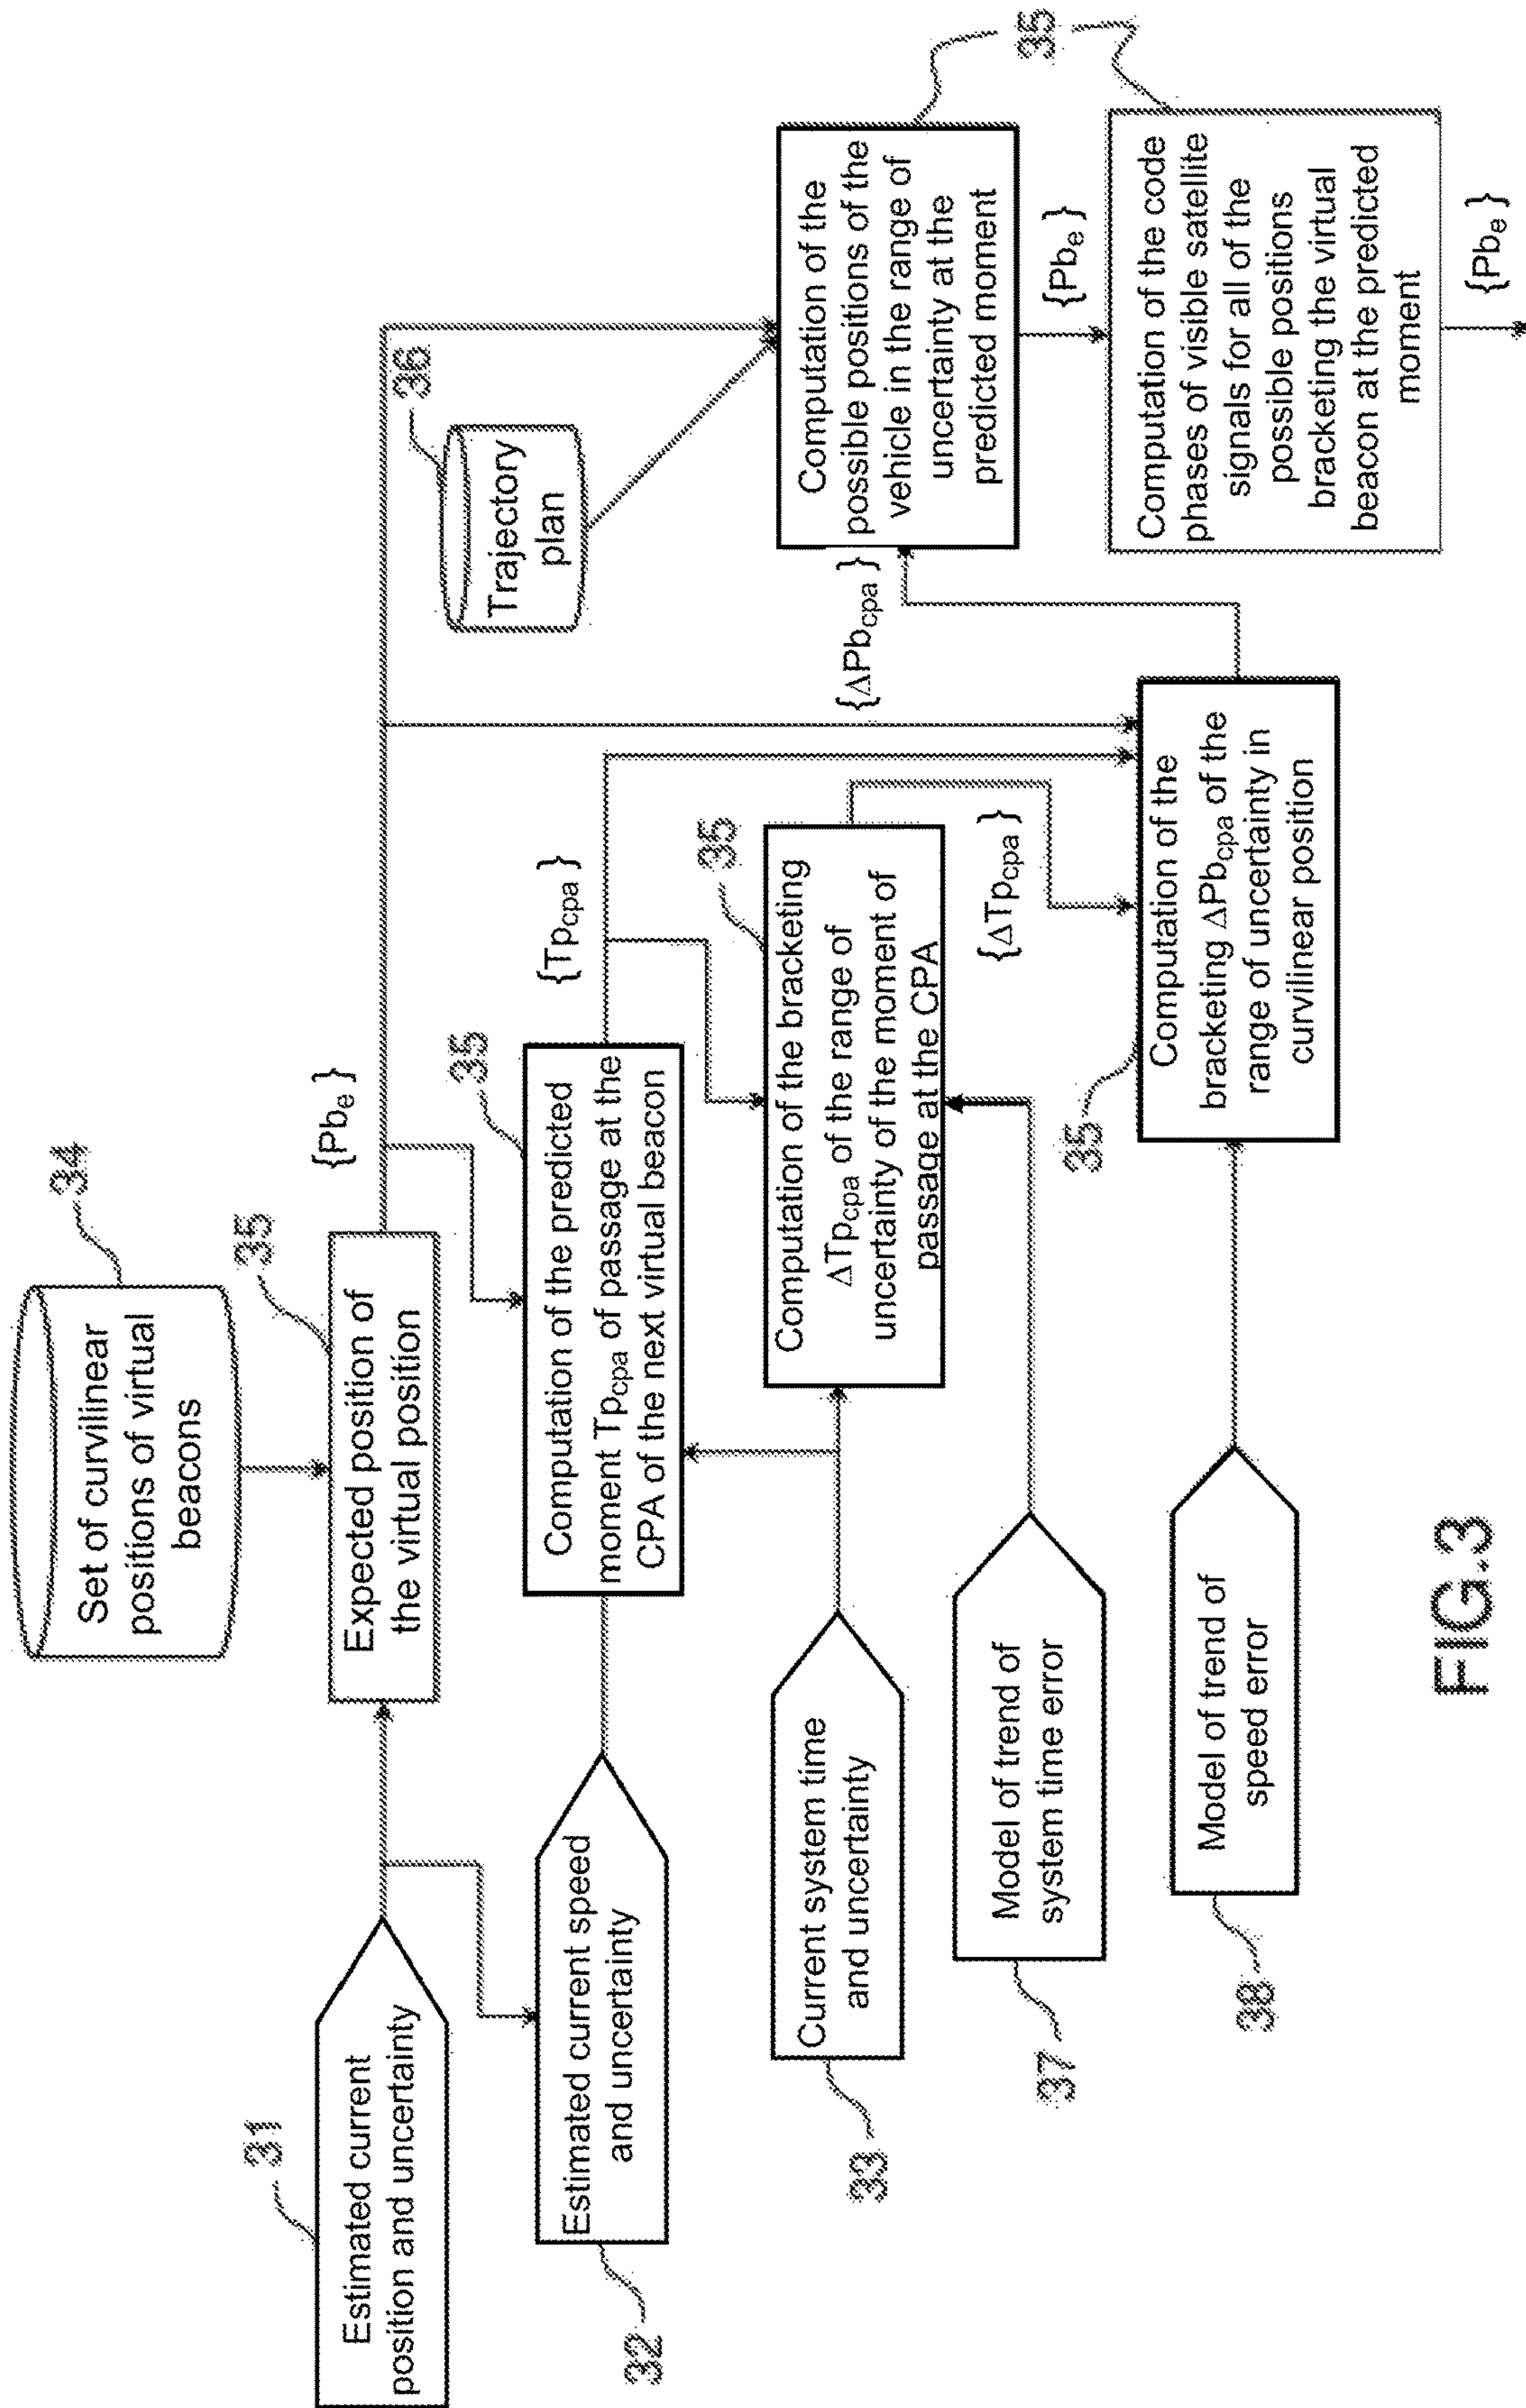 34
Set of curvilinear
positions of virtual
beacons
35
Expected position of
the virtual position
{Pbe}
36
Trajectory
plan
31
Estimated current
position and uncertainty
32
Estimated current speed
and uncertainty
35
Computation of the predicted
moment Tpcpa of passage at the
CPA of the next virtual beacon
{Tpcpa}
33
Current system time
and uncertainty
35
Computation of the bracketing
ΔTpcpa of the range of
uncertainty of the moment of
passage at the CPA
{ΔTpcpa}
37
Model of trend of
system time error
38
Model of trend of
speed error
35
Computation of the
bracketing ΔPbcpa of the
range of uncertainty in
curvilinear position
{ΔPbcpa}
Computation of the
possible positions of the
vehicle in the range of
uncertainty at the
predicted moment
35
{Pbe}
Computation of the code
phases of visible satellite
signals for all of the
possible positions
bracketing the virtual
beacon at the predicted
moment
{Pbe}
FIG.3